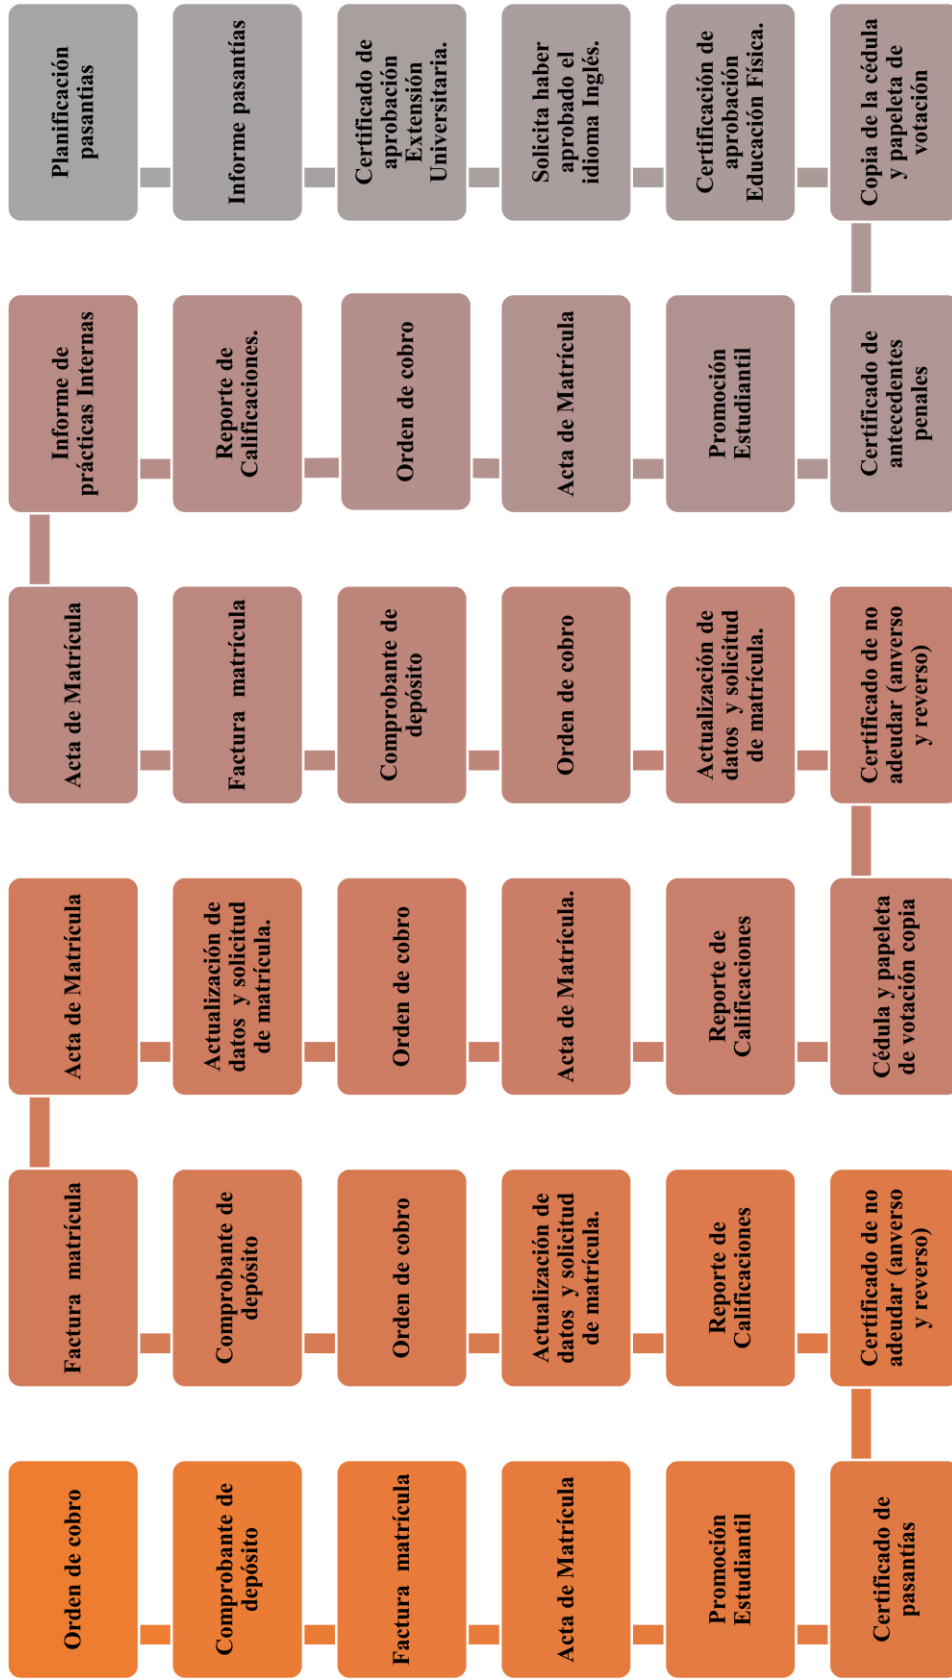 Orden de cobro
Comprobante de
depósito
Factura matrícula
Acta de Matrícula
Promoción
Estudiantil
Certificado de
pasantías
Certificado de no
adeudar (anverso
y reverso)
Reporte de
Calificaciones
Actualización de
datos y solicitud
de matrícula.
Orden de cobro
Comprobante de
depósito
Factura matrícula
Acta de Matrícula
Actualización de
datos y solicitud
de matrícula.
Orden de cobro
Acta de Matrícula.
Reporte de
Calificaciones
Cédula y papeleta
de votación copia
Certificado de no
adeudar (anverso
y reverso)
Actualización de
datos y solicitud
de matrícula.
Orden de cobro
Comprobante de
depósito
Factura matrícula
Acta de Matrícula
Informe de
prácticas Internas
Reporte de
Calificaciones.
Orden de cobro
Acta de Matrícula
Promoción
Estudiantil
Certificado de
antecedentes
penales
Copia de la cédula
y papeleta de
votación
Certificación de
aprobación
Educación Física.
Solicita haber
aprobado el
idioma Inglés.
Certificado de
aprobación
Extensión
Universitaria.
Informe pasantías
Planificación
pasantias